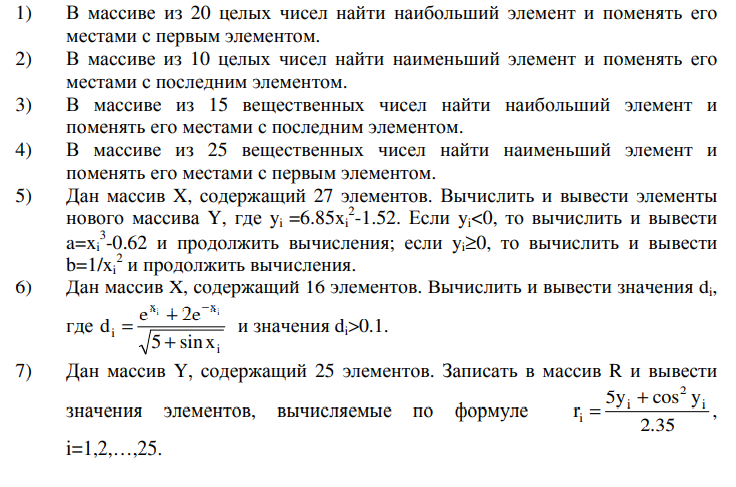 1) В массиве из 20 целых чисел найти наибольший элемент и поменять его
местами с первым элементом.
2) В массиве из 10 целых чисел найти наименьший элемент и поменять его
местами с последним элементом.
3) В массиве из 15 вещественных чисел найти наибольший элемент и
поменять его местами с последним элементом.
4) В массиве из 25 вещественных чисел найти наименьший элемент и
поменять его местами с первым элементом.
5) Дан массив X, содержащий 27 элементов. Вычислить и вывести элементы
нового массива Y, где yᵢ =6.85xᵢ²-1.52. Если yᵢ<0, то вычислить и вывести
a=xᵢ³-0.62 и продолжить вычисления; если yᵢ≥0, то вычислить и вывести
b=1/xᵢ² и продолжить вычисления.
6) Дан массив X, содержащий 16 элементов. Вычислить и вывести значения dᵢ,
где dᵢ = (e^(xᵢ) + 2e^(−xᵢ)) / √(5 + sin xᵢ) и значения dᵢ>0.1.
7) Дан массив Y, содержащий 25 элементов. Записать в массив R и вывести
значения элементов, вычисляемые по формуле rᵢ = (5yᵢ + cos² yᵢ) / 2.35,
i=1,2,…,25.